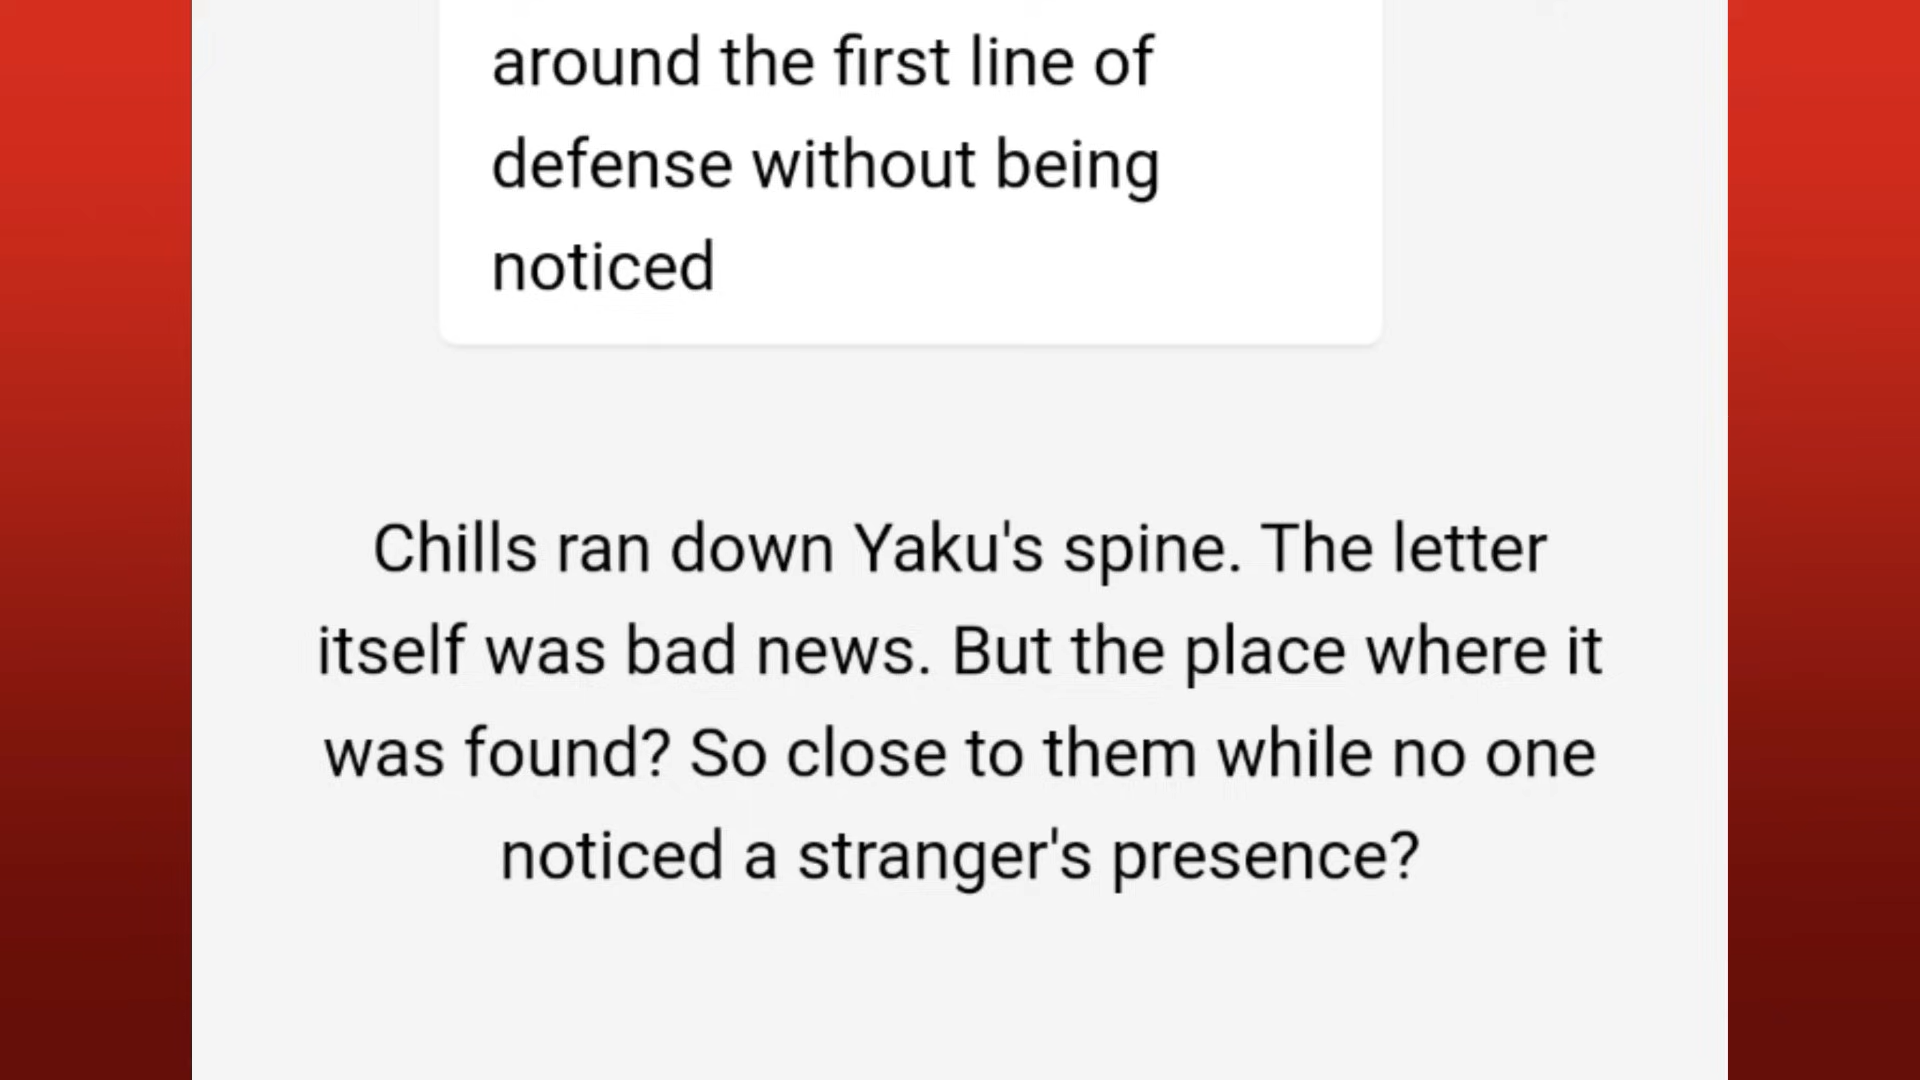 around the first line of
defense without being
noticed
Chills ran down Yaku's spine. The letter
itself was bad news. But the place where it
was found? So close to them while no one
noticed a stranger's presence?